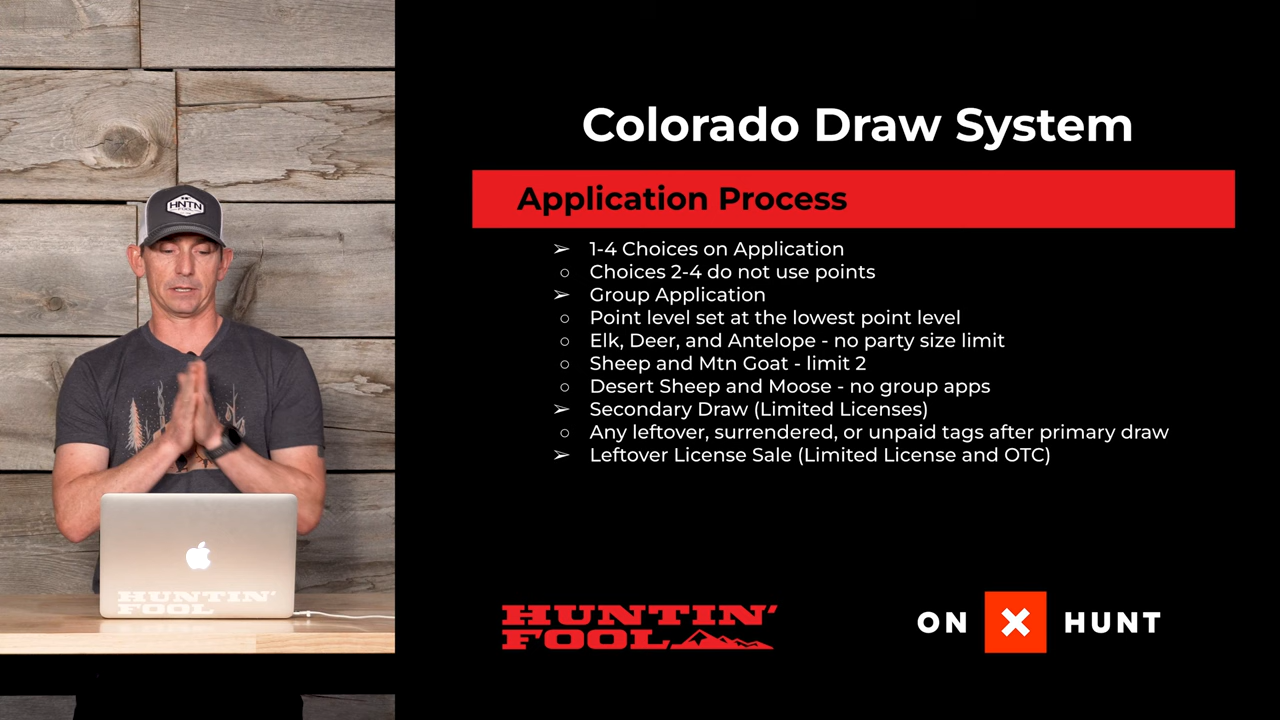 Colorado Draw System
Application Process
➢ 1-4 Choices on Application
○ Choices 2-4 do not use points
➢ Group Application
○ Point level set at the lowest point level
○ Elk, Deer, and Antelope - no party size limit
○ Sheep and Mtn Goat - limit 2
○ Desert Sheep and Moose - no group apps
➢ Secondary Draw (Limited Licenses)
○ Any leftover, surrendered, or unpaid tags after primary draw
➢ Leftover License Sale (Limited License and OTC)
HUNTIN'
FOOL
ON X HUNT
HNTN
FOOL
HUNTIN'
FOOL